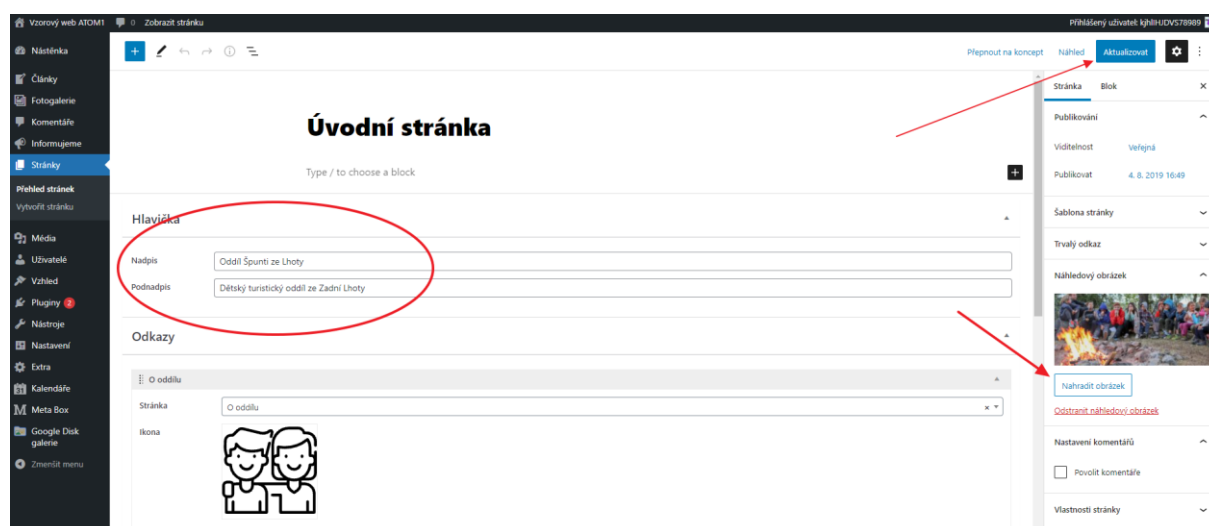 Vzorový web ATOM1 0 Zobrazit stránku Přihlášený uživatel: kjhliHJDVS78989
Nástěnka
Články
Fotogalerie
Komentáře
Informujeme
Stránky
Přehled stránek
Vytvořit stránku
Média
Uživatelé
Vzhled
Pluginy 2
Nástroje
Nastavení
Extra
Kalendáře
Meta Box
Google Disk
galerie
Zmenšit menu
Přepnout na koncept Náhled Aktualizovat
Úvodní stránka
Type / to choose a block
Hlavička
Nadpis Oddíl Špunti ze Lhoty
Podnadpis Dětský turistický oddíl ze Zadní Lhoty
Odkazy
O oddílu
Stránka O oddílu
Ikona
Stránka Blok
Publikování
Viditelnost Veřejná
Publikovat 4. 8. 2019 16:49
Šablona stránky
Trvalý odkaz
Náhledový obrázek
Nahradit obrázek
Odstranit náhledový obrázek
Nastavení komentářů
Povolit komentáře
Vlastnosti stránky